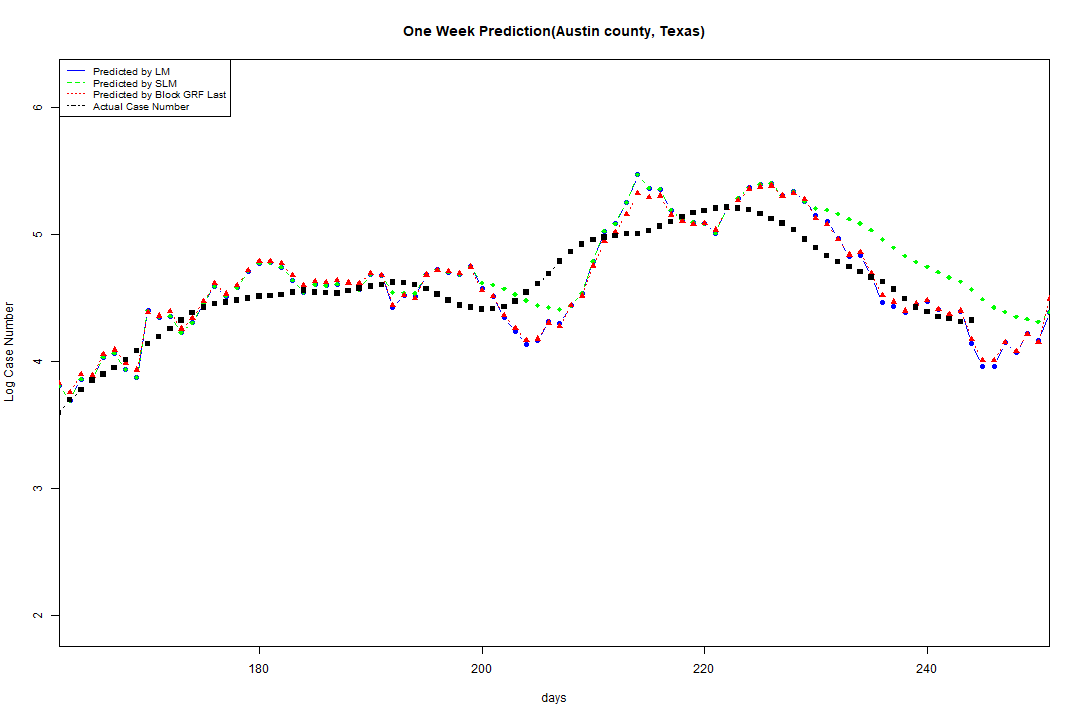 One Week Prediction(Austin county, Texas)
Predicted by LM
Predicted by SLM
Predicted by Block GRF Last
Actual Case Number
6
5
4
3
2
Log Case Number
180 200 220 240
days